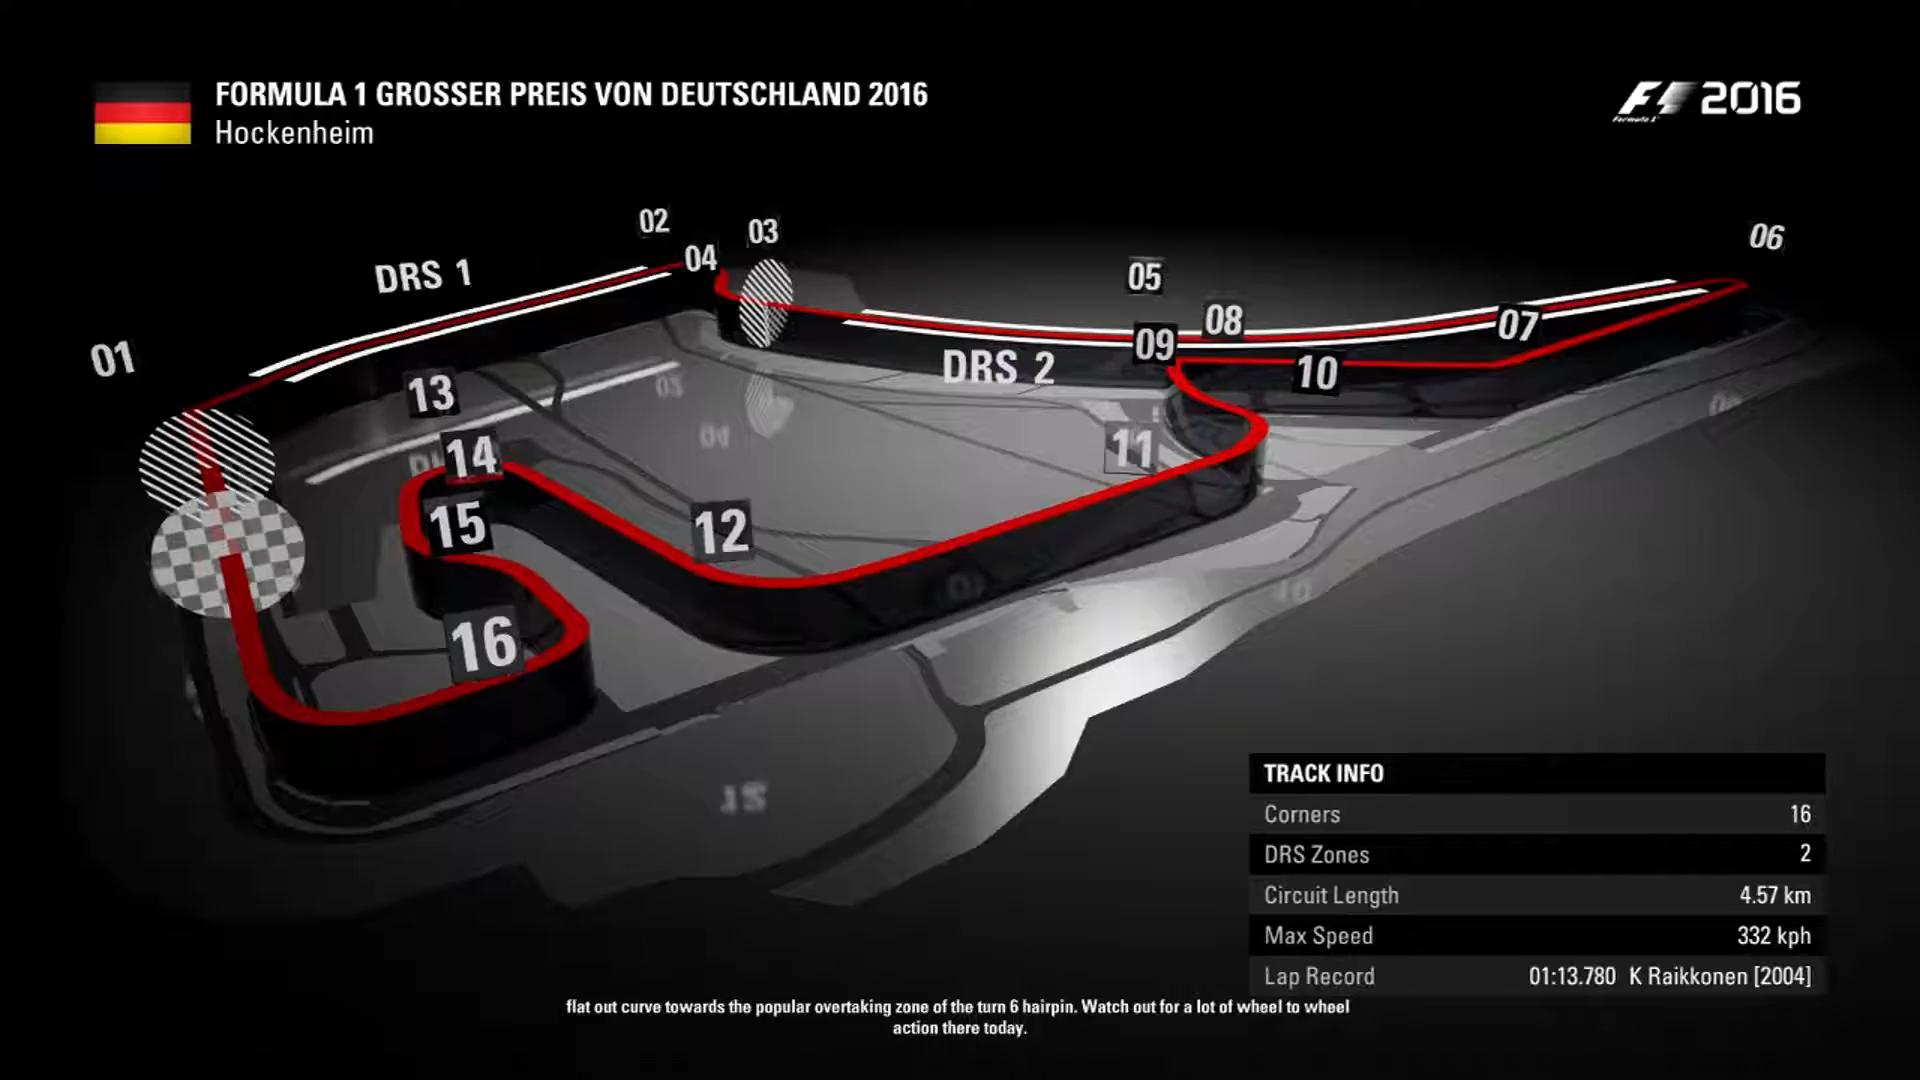 FORMULA 1 GROSSER PREIS VON DEUTSCHLAND 2016
Hockenheim
F1 2016
Formula 1
02
03
04
DRS 1
06
05
01
08
07
09
DRS 2
10
13
14
11
15
12
16
TRACK INFO
Corners 16
DRS Zones 2
Circuit Length 4.57 km
Max Speed 332 kph
Lap Record 01:13.780 K Raikkonen [2004]
flat out curve towards the popular overtaking zone of the turn 6 hairpin. Watch out for a lot of wheel to wheel
action there today.